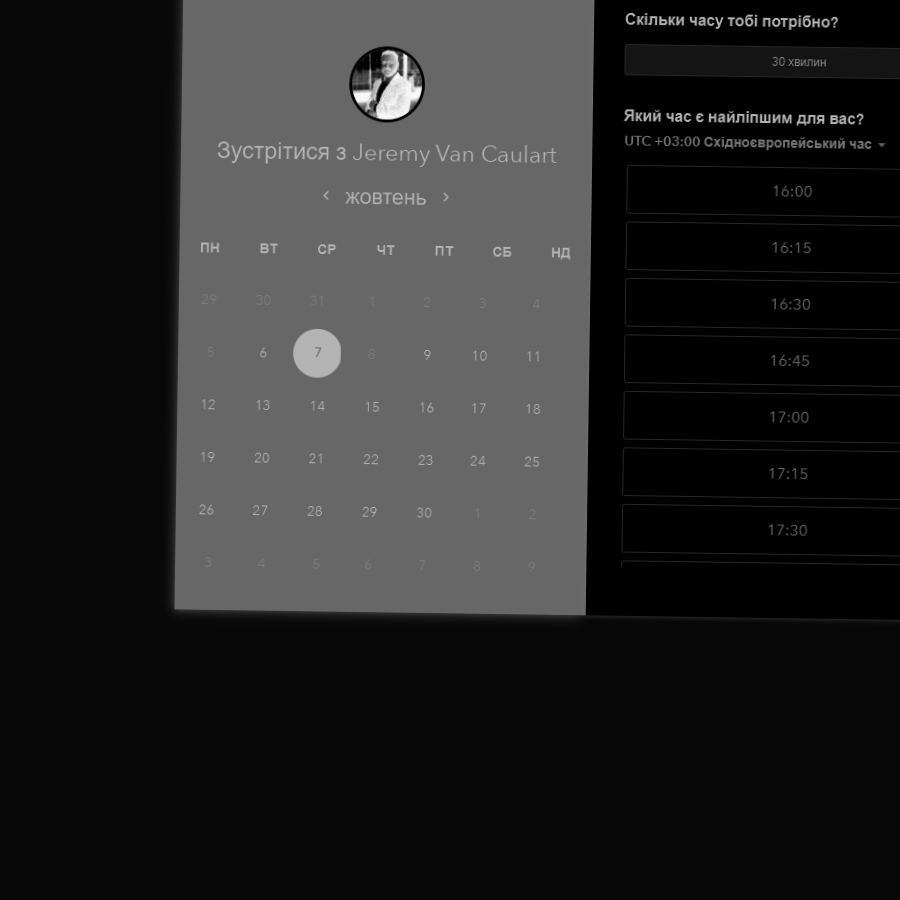 Зустрітися з Jeremy Van Caulart
жовтень
ПН ВТ СР ЧТ ПТ СБ НД
29 30 31 1 2 3 4
5 6 7 8 9 10 11
12 13 14 15 16 17 18
19 20 21 22 23 24 25
26 27 28 29 30 1 2
3 4 5 6 7 8 9
Скільки часу тобі потрібно?
30 хвилин
Який час є найліпшим для вас?
UTC +03:00 Східноєвропейський час
16:00
16:15
16:30
16:45
17:00
17:15
17:30